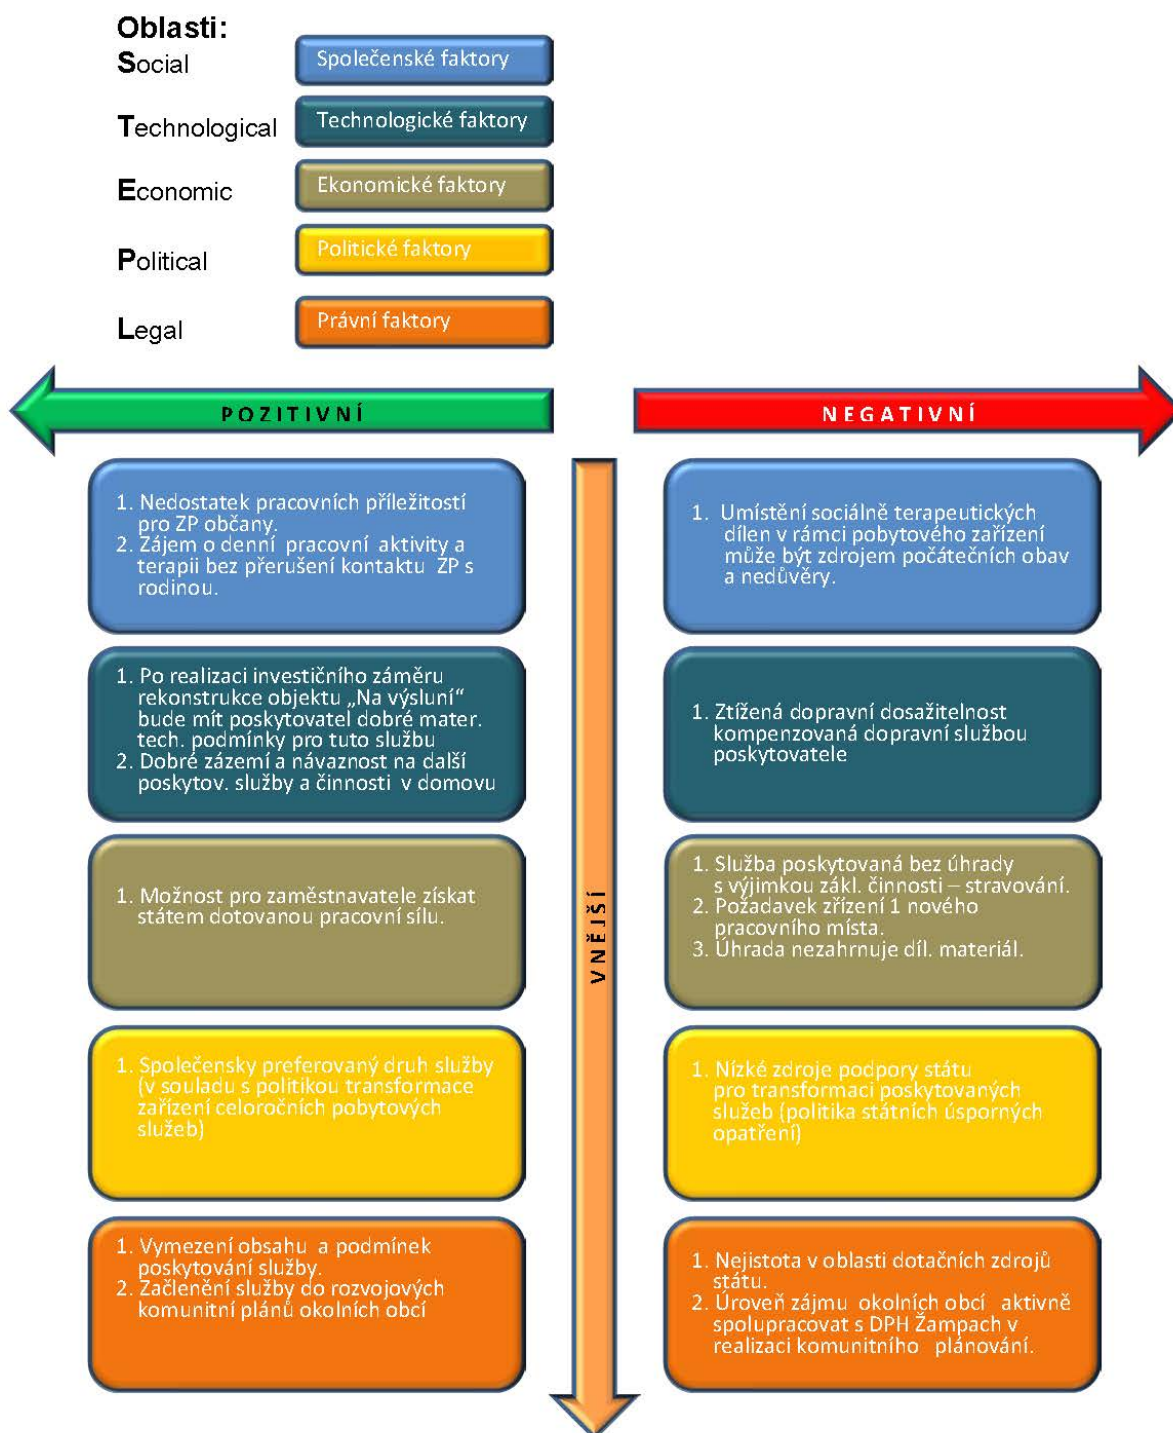 Oblasti:
Social
Společenské faktory
Technological
Technologické faktory
Economic
Ekonomické faktory
Political
Politické faktory
Legal
Právní faktory
POZITIVNÍ
NEGATIVNÍ
1. Nedostatek pracovních příležitostí
pro ZP občany.
2. Zájem o denní pracovní aktivity a
terapii bez přerušení kontaktu ZP s
rodinou.
1. Umístění sociálně terapeutických
dílen v rámci pobytového zařízení
může být zdrojem počátečních obav
a nedůvěry.
1. Po realizaci investičního záměru
rekonstrukce objektu „Na výsluní“
bude mít poskytovatel dobré mater.
tech. podmínky pro tuto službu
2. Dobré zázemí a návaznost na další
poskytov. služby a činnosti v domovu
1. Ztížená dopravní dosažitelnost
kompenzovaná dopravní službou
poskytovatele
VNĚJŠÍ
1. Možnost pro zaměstnavatele získat
státem dotovanou pracovní sílu.
1. Služba poskytovaná bez úhrady
s výjimkou zákl. činnosti – stravování.
2. Požadavek zřízení 1 nového
pracovního místa.
3. Úhrada nezahrnuje díl. materiál.
1. Společensky preferovaný druh služby
(v souladu s politikou transformace
zařízení celoročních pobytových
služeb)
1. Nízké zdroje podpory státu
pro transformaci poskytovaných
služeb (politika státních úsporných
opatření)
1. Vymezení obsahu a podmínek
poskytování služby.
2. Začlenění služby do rozvojových
komunitní plánů okolních obcí
1. Nejistota v oblasti dotačních zdrojů
státu.
2. Úroveň zájmu okolních obcí aktivně
spolupracovat s DPH Žampach v
realizaci komunitního plánování.